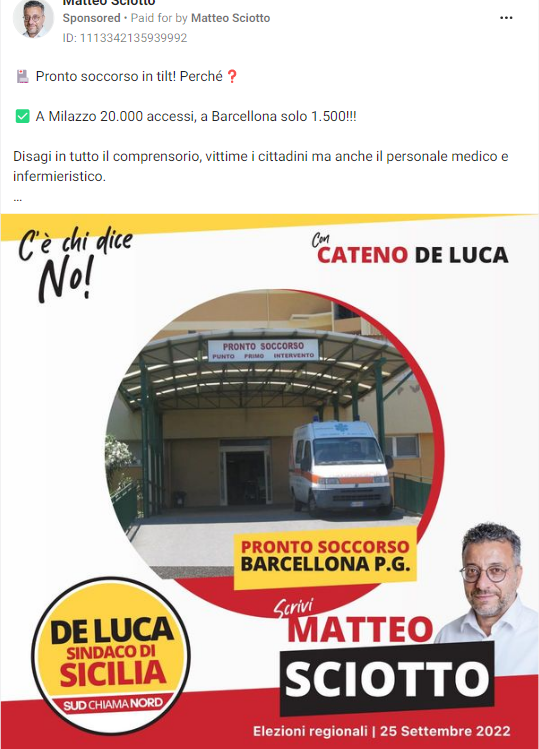 Matteo Sciotto
Sponsored • Paid for by Matteo Sciotto
ID: 1113342135939992
Pronto soccorso in tilt! Perché❓
✅ A Milazzo 20.000 accessi, a Barcellona solo 1.500!!!
Disagi in tutto il comprensorio, vittime i cittadini ma anche il personale medico e
infermieristico.
...
C'è chi dice
No!
Con
CATENO DE LUCA
PRONTO SOCCORSO
PUNTO PRIMO INTERVENTO
PRONTO SOCCORSO
BARCELLONA P.G.
DE LUCA
SINDACO DI
SICILIA
SUD CHIAMA NORD
Scrivi
MATTEO
SCIOTTO
Elezioni regionali | 25 Settembre 2022